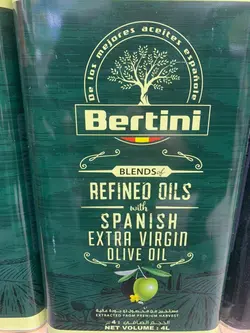 De los mejores aceites españoles
Bertini
BLENDS of
REFINED OILS
with
SPANISH
EXTRA VIRGIN
OLIVE OIL
EXTRACTED FROM PREMIUM HARVEST
NET VOLUME : 4L